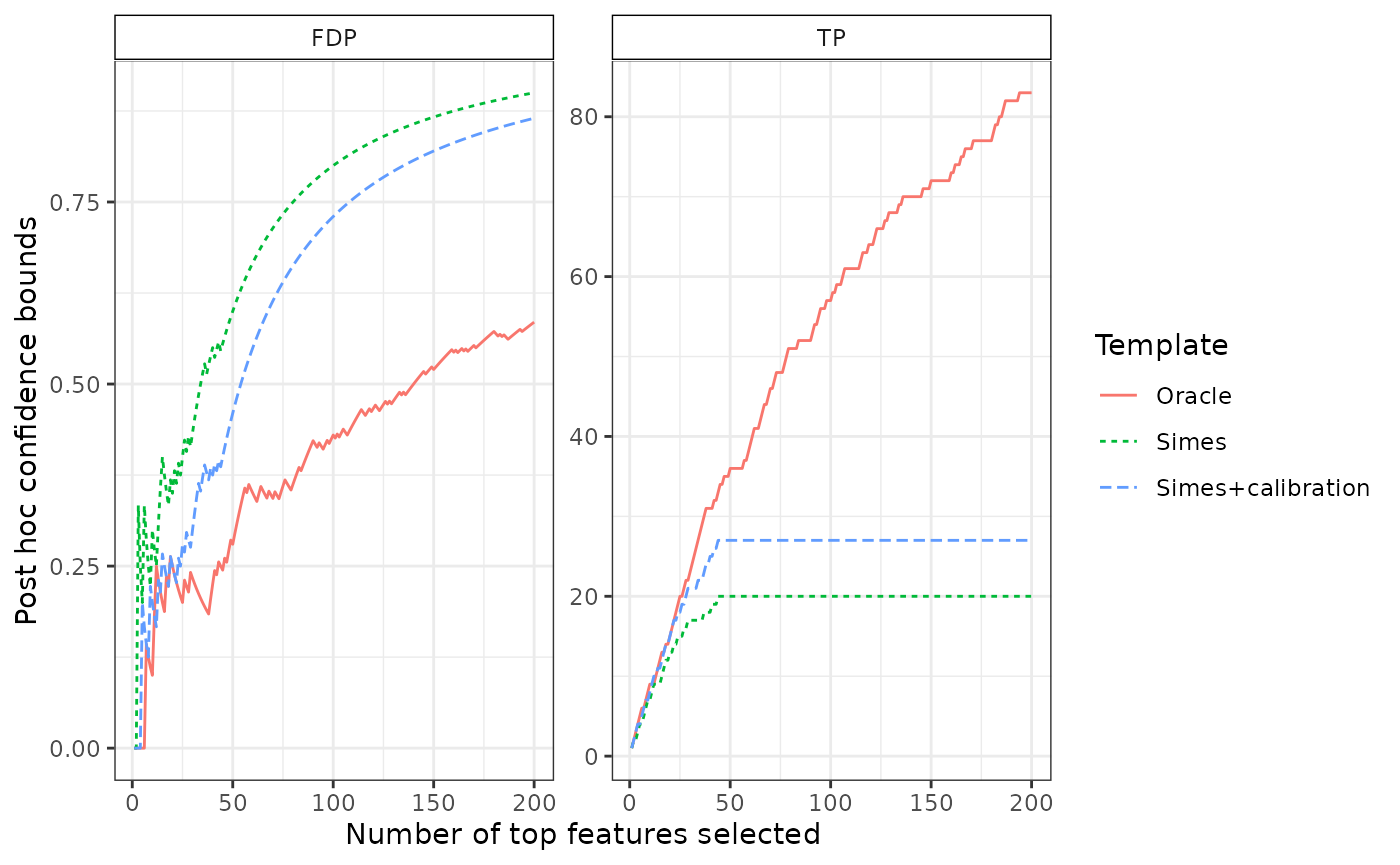 FDP
TP
Post hoc confidence bounds
0.75
0.50
0.25
0.00
80
60
40
20
0
0 50 100 150 200
0 50 100 150 200
Number of top features selected
Template
Oracle
Simes
Simes+calibration